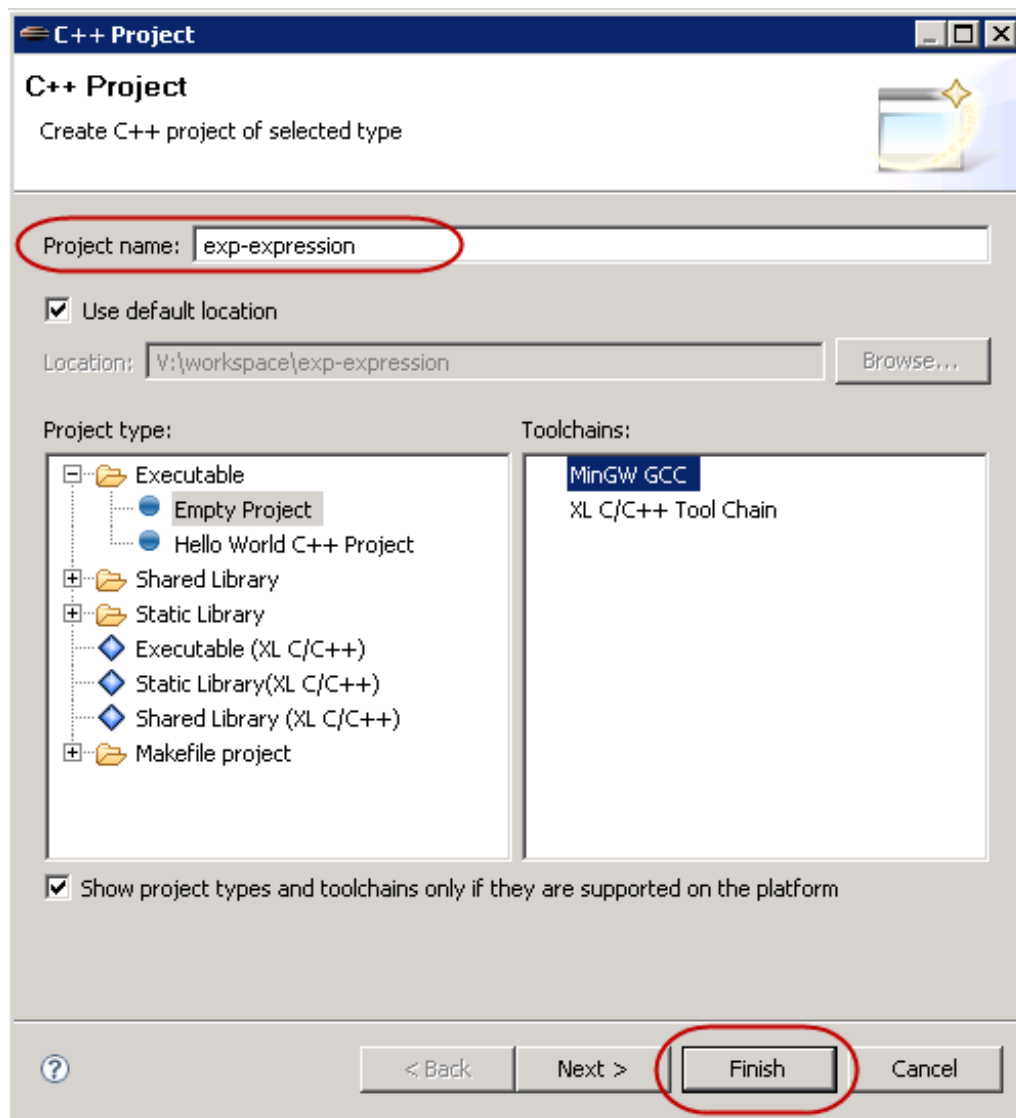 C++ Project
C++ Project
Create C++ project of selected type
Project name: exp-expression
Use default location
Location: V:\workspace\exp-expression Browse...
Project type: Toolchains:
Executable MinGW GCC
Empty Project XL C/C++ Tool Chain
Hello World C++ Project
Shared Library
Static Library
Executable (XL C/C++)
Static Library(XL C/C++)
Shared Library (XL C/C++)
Makefile project
Show project types and toolchains only if they are supported on the platform
? < Back Next > Finish Cancel